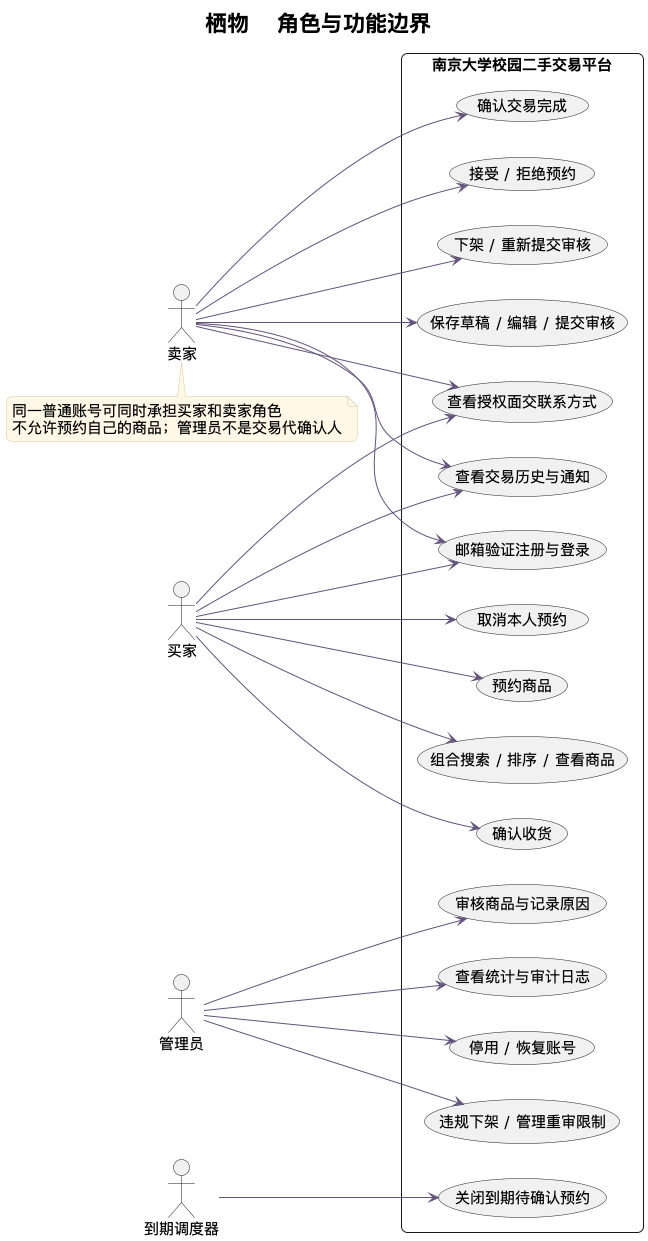 栖物 角色与功能边界
南京大学校园二手交易平台
确认交易完成
接受 / 拒绝预约
下架 / 重新提交审核
保存草稿 / 编辑 / 提交审核
卖家
查看授权面交联系方式
同一普通账号可同时承担买家和卖家角色
不允许预约自己的商品；管理员不是交易代确认人
查看交易历史与通知
邮箱验证注册与登录
取消本人预约
买家
预约商品
组合搜索 / 排序 / 查看商品
确认收货
审核商品与记录原因
查看统计与审计日志
管理员
停用 / 恢复账号
违规下架 / 管理重审限制
关闭到期待确认预约
到期调度器